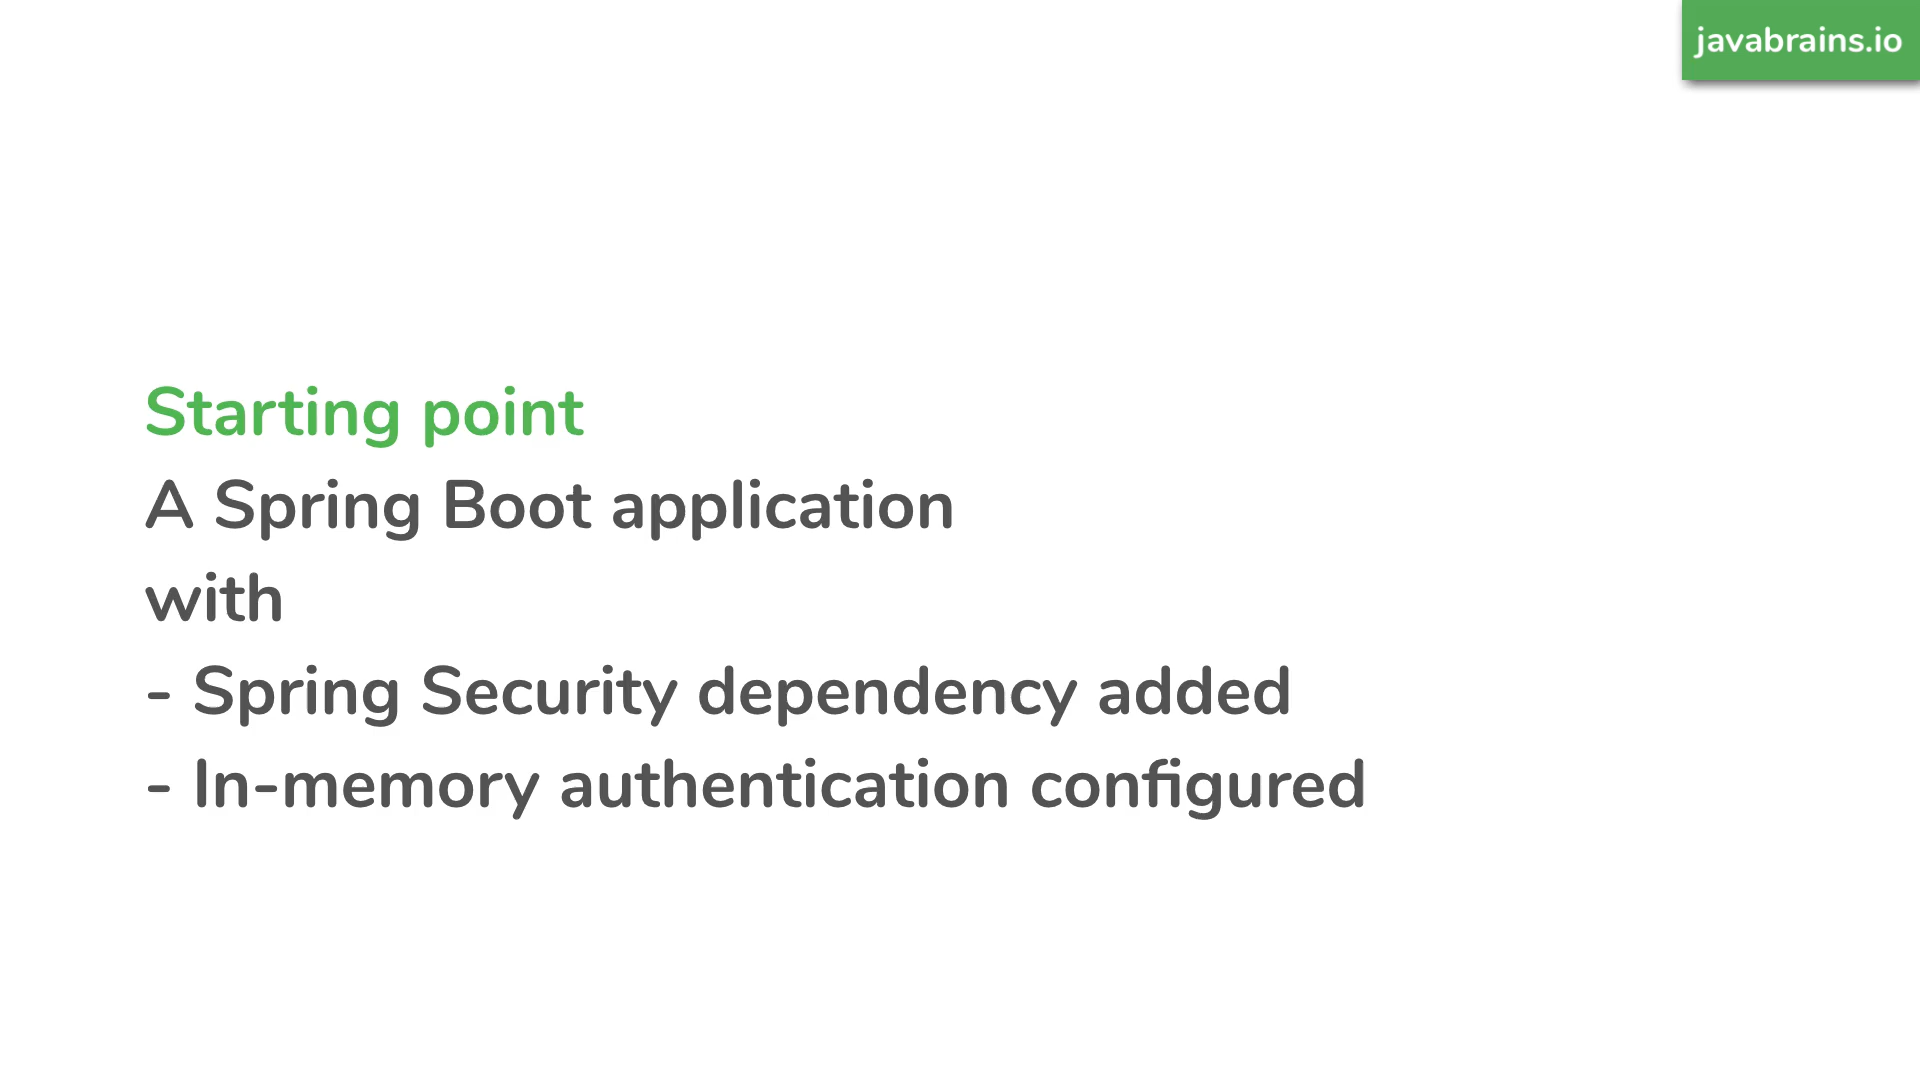 javabrains.io
Starting point
A Spring Boot application
with
- Spring Security dependency added
- In-memory authentication configured